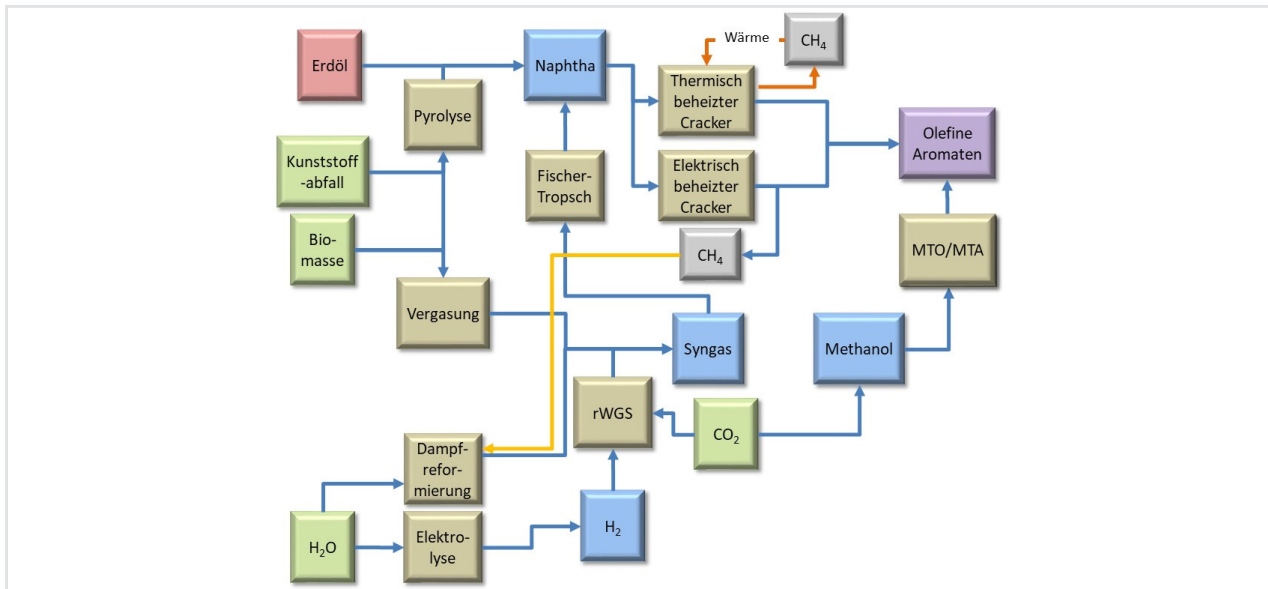 Erdöl
Naphtha
Wärme
CH₄
Thermisch
beheizter
Cracker
Pyrolyse
Olefine
Aromaten
Kunststoff
-abfall
Fischer-
Tropsch
Elektrisch
beheizter
Cracker
Bio-
masse
CH₄
MTO/MTA
Vergasung
Syngas
Methanol
rWGS
CO₂
Dampf-
refor-
mierung
H₂O
Elektro-
lyse
H₂